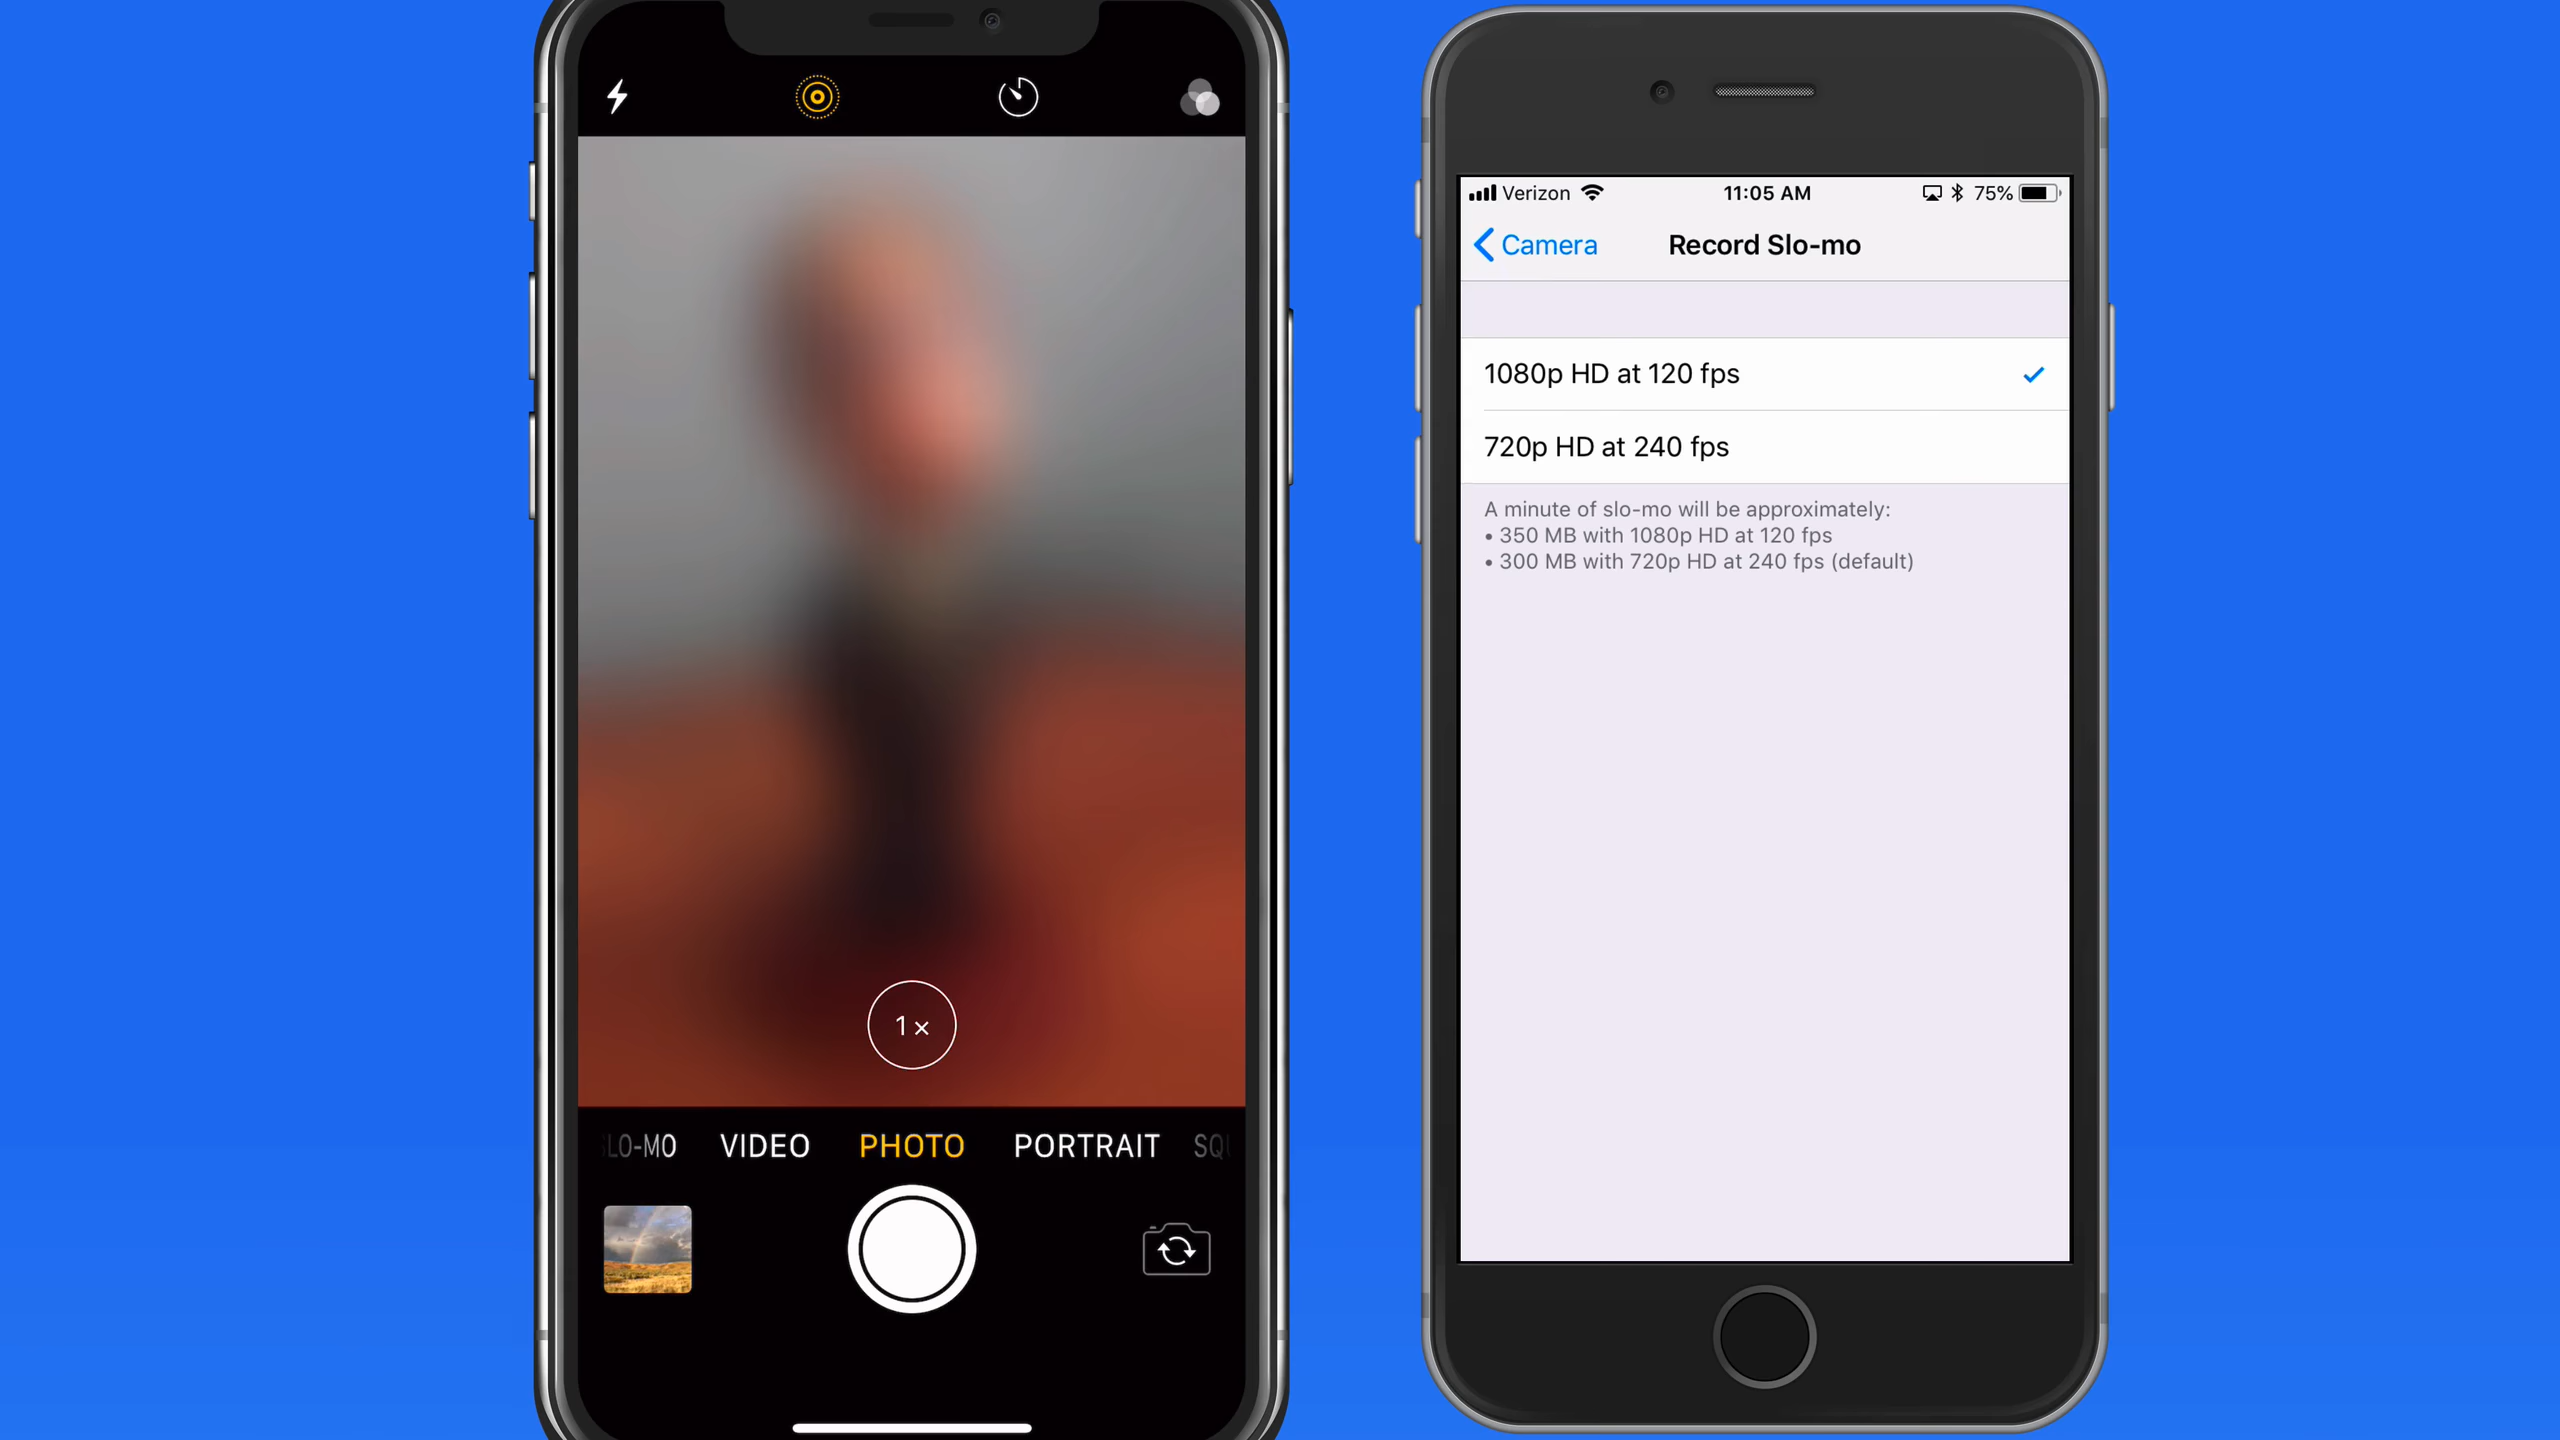 1×
LO-MO VIDEO PHOTO PORTRAIT SQU
Verizon 11:05 AM 75%
Camera Record Slo-mo
1080p HD at 120 fps
720p HD at 240 fps
A minute of slo-mo will be approximately:
• 350 MB with 1080p HD at 120 fps
• 300 MB with 720p HD at 240 fps (default)